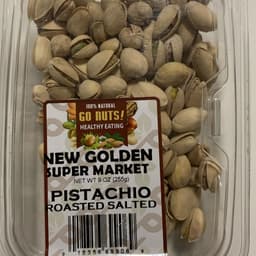 100% NATURAL
GO NUTS!
HEALTHY EATING
NEW GOLDEN
SUPER MARKET
NET WT 9 OZ (255g)
PISTACHIO
ROASTED SALTED